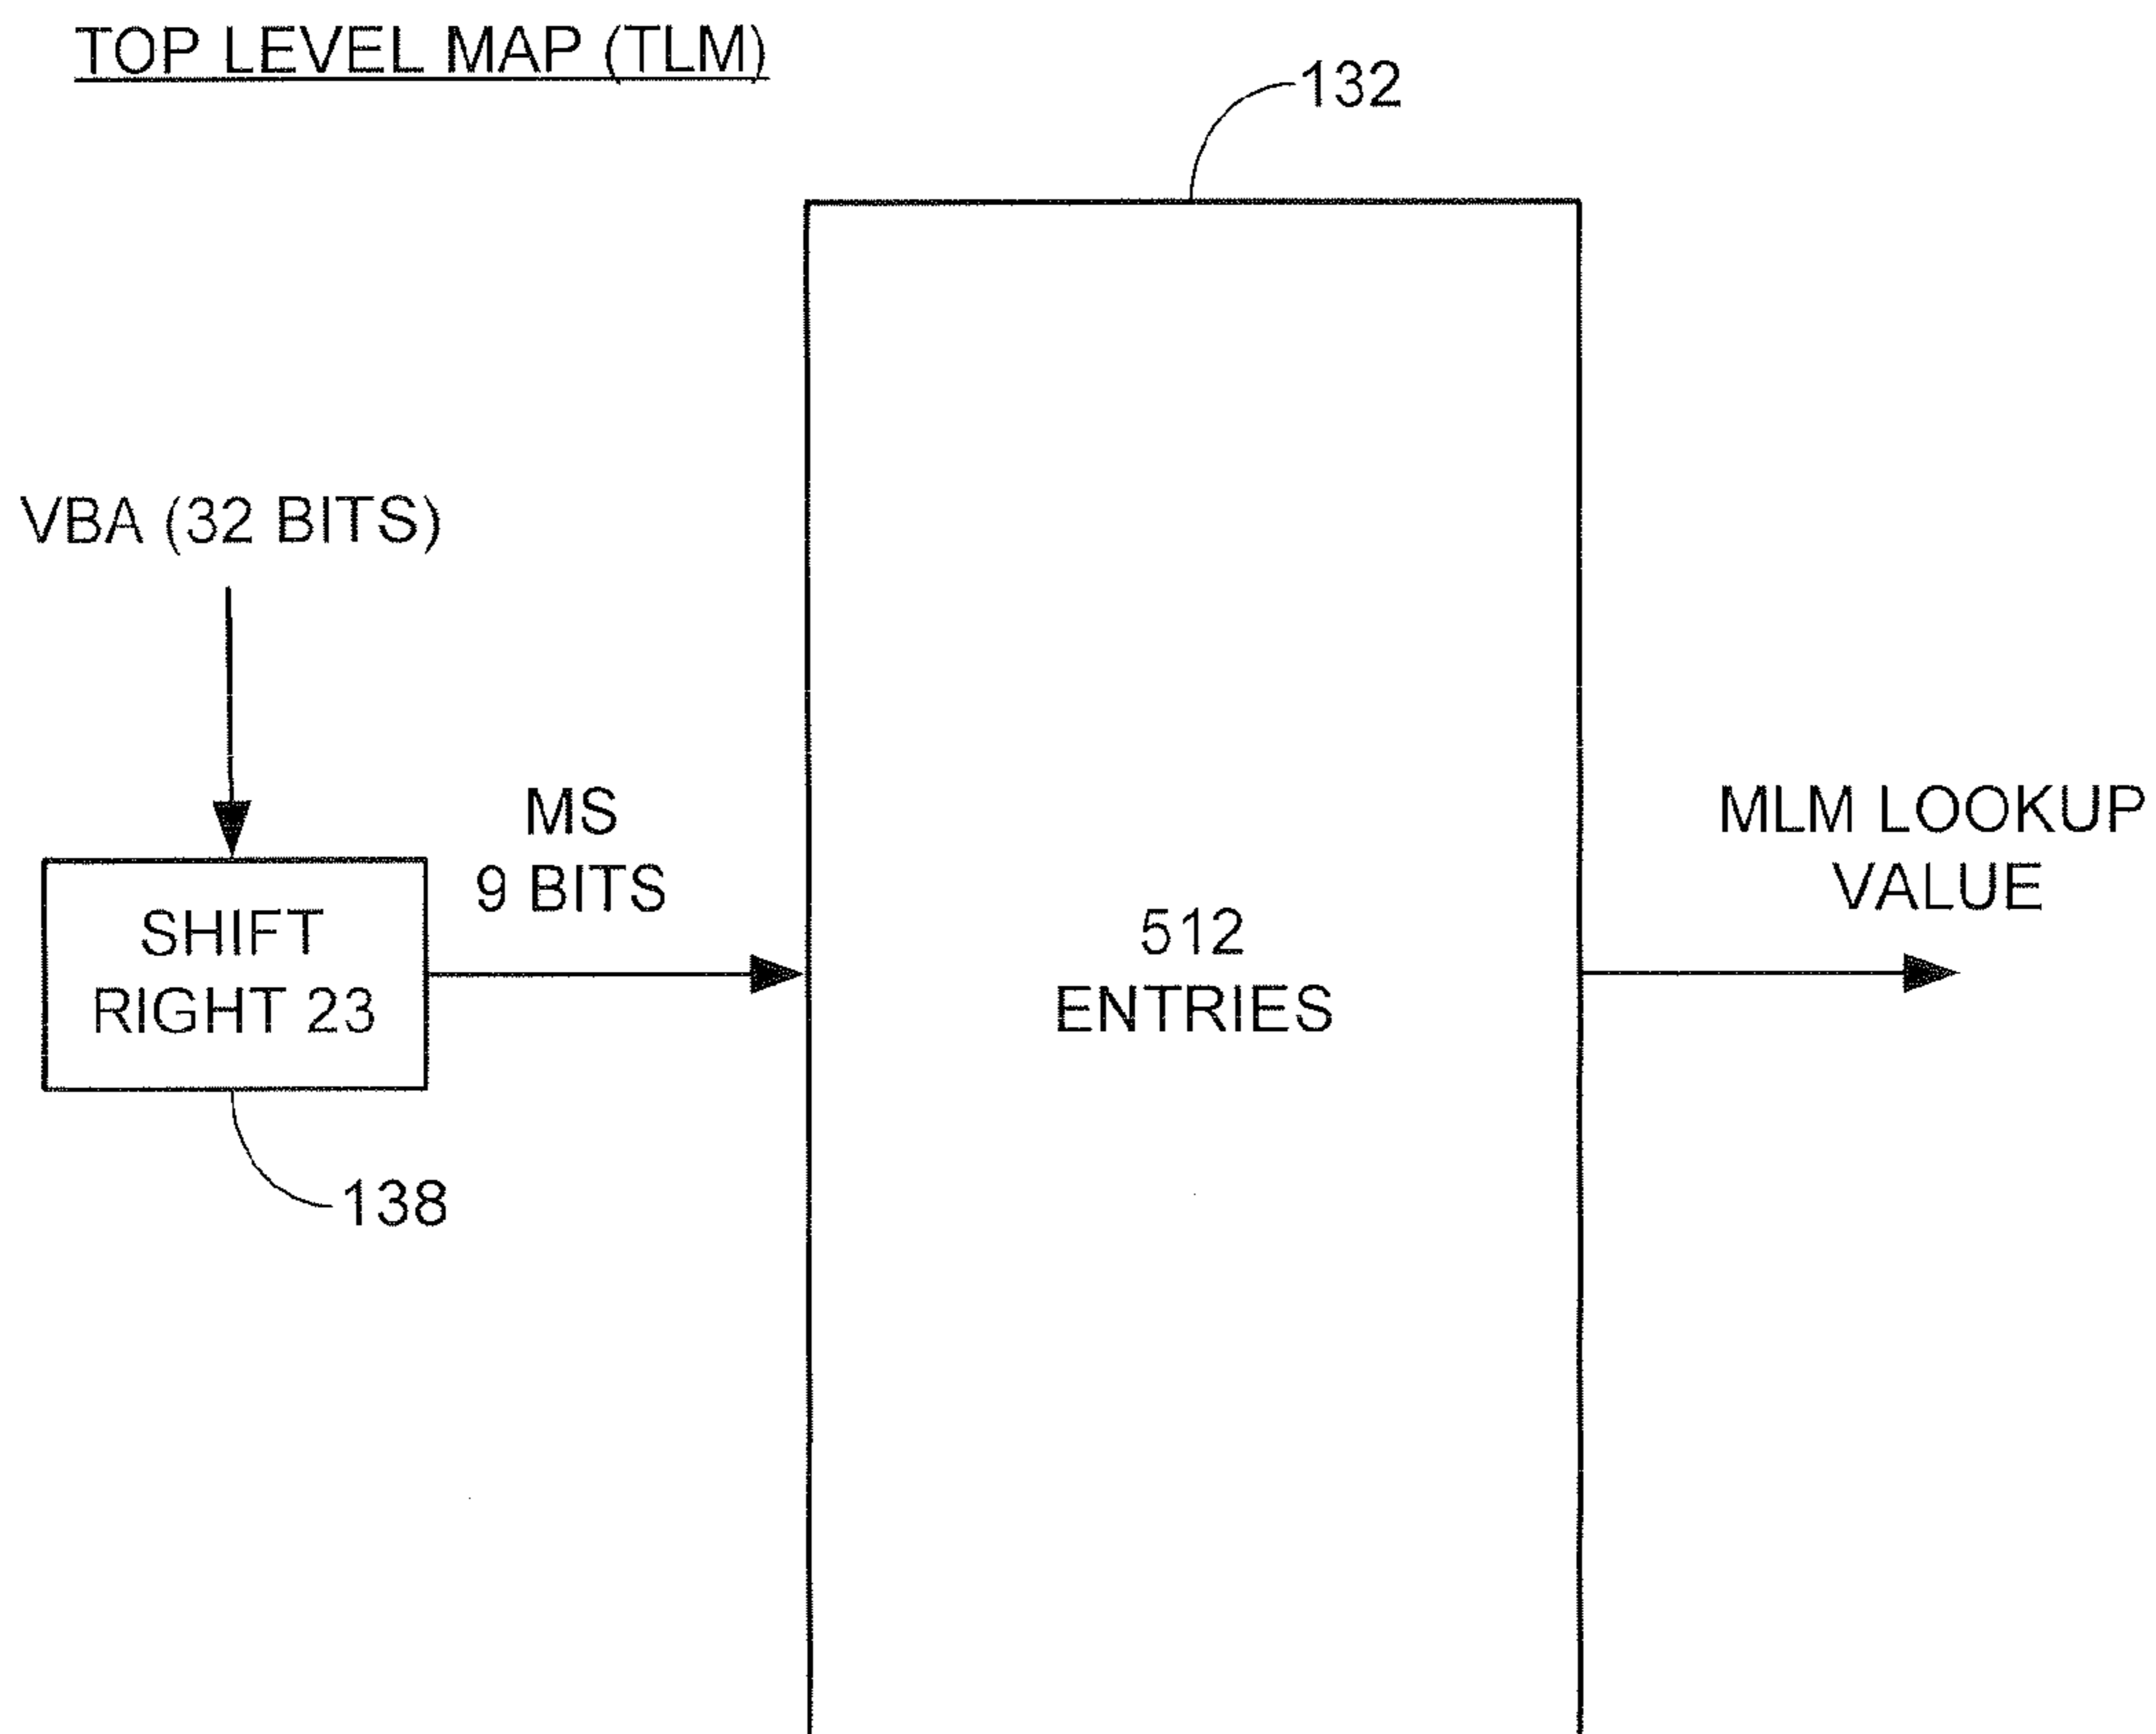 TOP LEVEL MAP (TLM)
132
VBA (32 BITS)
MS
9 BITS
SHIFT
RIGHT 23
138
512
ENTRIES
MLM LOOKUP
VALUE